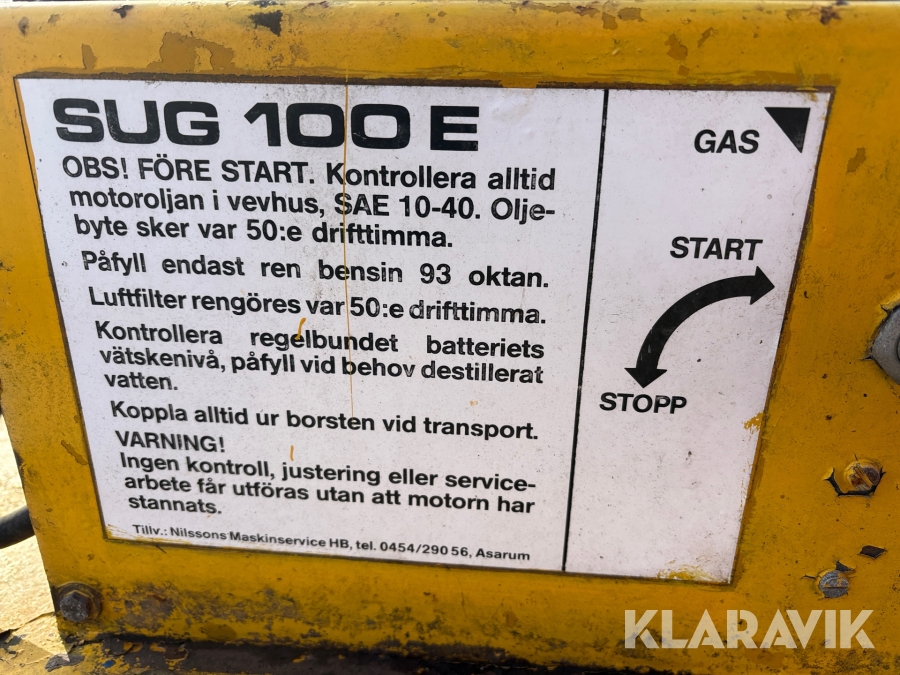 SUG 100 E
OBS! FÖRE START. Kontrollera alltid
motoroljan i vevhus, SAE 10-40. Olje-
byte sker var 50:e drifttimma.
Påfyll endast ren bensin 93 oktan.
Luftfilter rengöres var 50:e drifttimma.
Kontrollera regelbundet batteriets
vätskenivå, påfyll vid behov destillerat
vatten.
Koppla alltid ur borsten vid transport.
VARNING!
Ingen kontroll, justering eller service-
arbete får utföras utan att motorn har
stannats.
Tillv.: Nilssons Maskinservice HB, tel. 0454/290 56, Asarum
GAS
START
STOPP
KLARAVIK